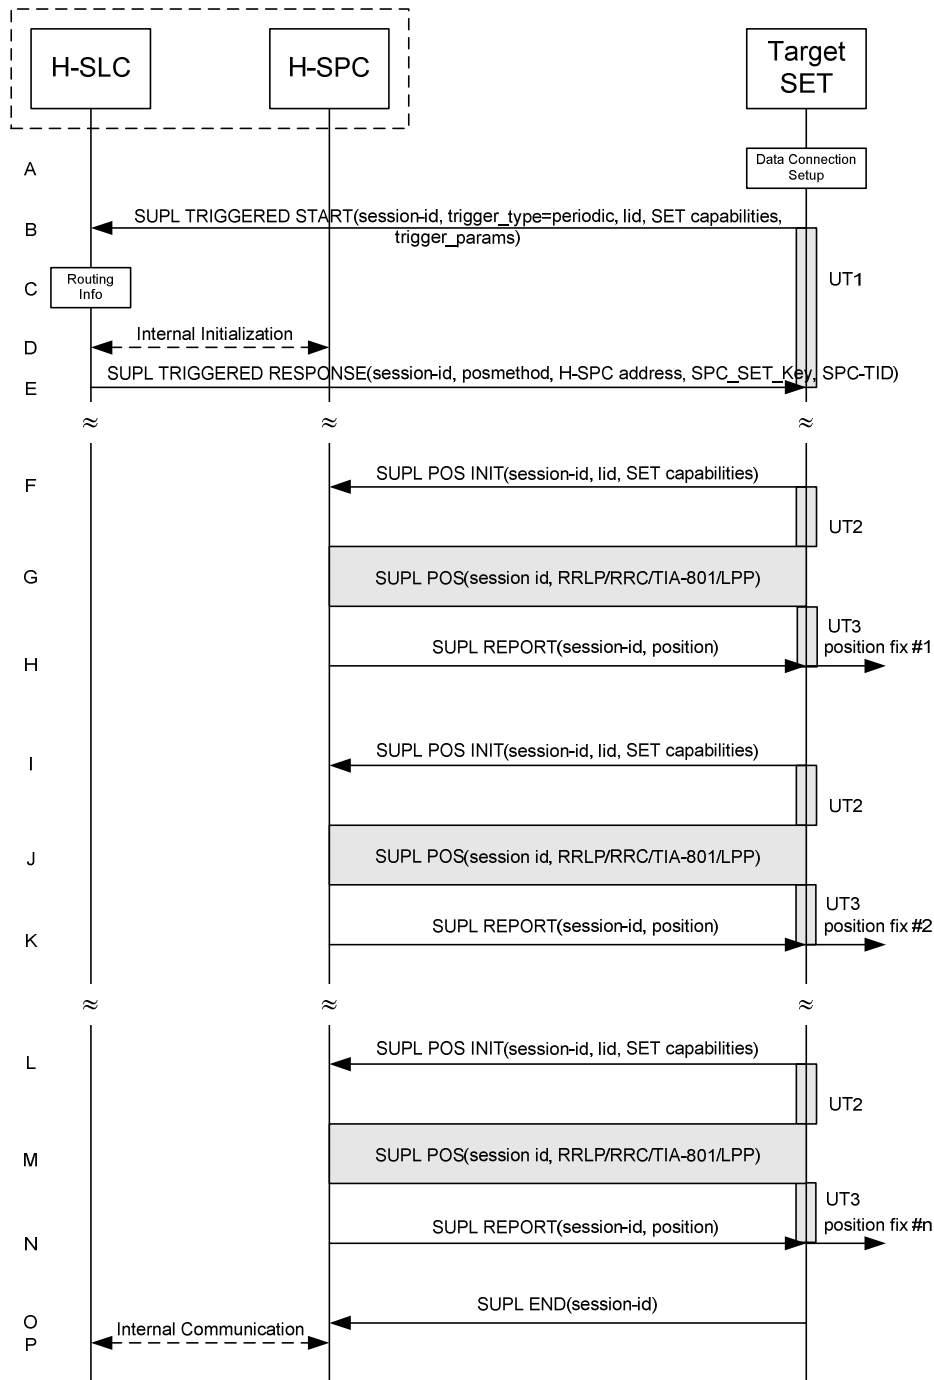 H-SLC
H-SPC
Target
SET
A
Data Connection
Setup
B
SUPL TRIGGERED START(session-id, trigger_type=periodic, lid, SET capabilities,
trigger_params)
C
Routing
Info
UT1
D
Internal Initialization
E
SUPL TRIGGERED RESPONSE(session-id, posmethod, H-SPC address, SPC_SET_Key, SPC-TID)
≈ ≈ ≈
F
SUPL POS INIT(session-id, lid, SET capabilities)
UT2
G
SUPL POS(session id, RRLP/RRC/TIA-801/LPP)
UT3
H
SUPL REPORT(session-id, position)
position fix #1
I
SUPL POS INIT(session-id, lid, SET capabilities)
UT2
J
SUPL POS(session id, RRLP/RRC/TIA-801/LPP)
UT3
K
SUPL REPORT(session-id, position)
position fix #2
≈ ≈ ≈
L
SUPL POS INIT(session-id, lid, SET capabilities)
UT2
M
SUPL POS(session id, RRLP/RRC/TIA-801/LPP)
UT3
N
SUPL REPORT(session-id, position)
position fix #n
O
SUPL END(session-id)
P
Internal Communication